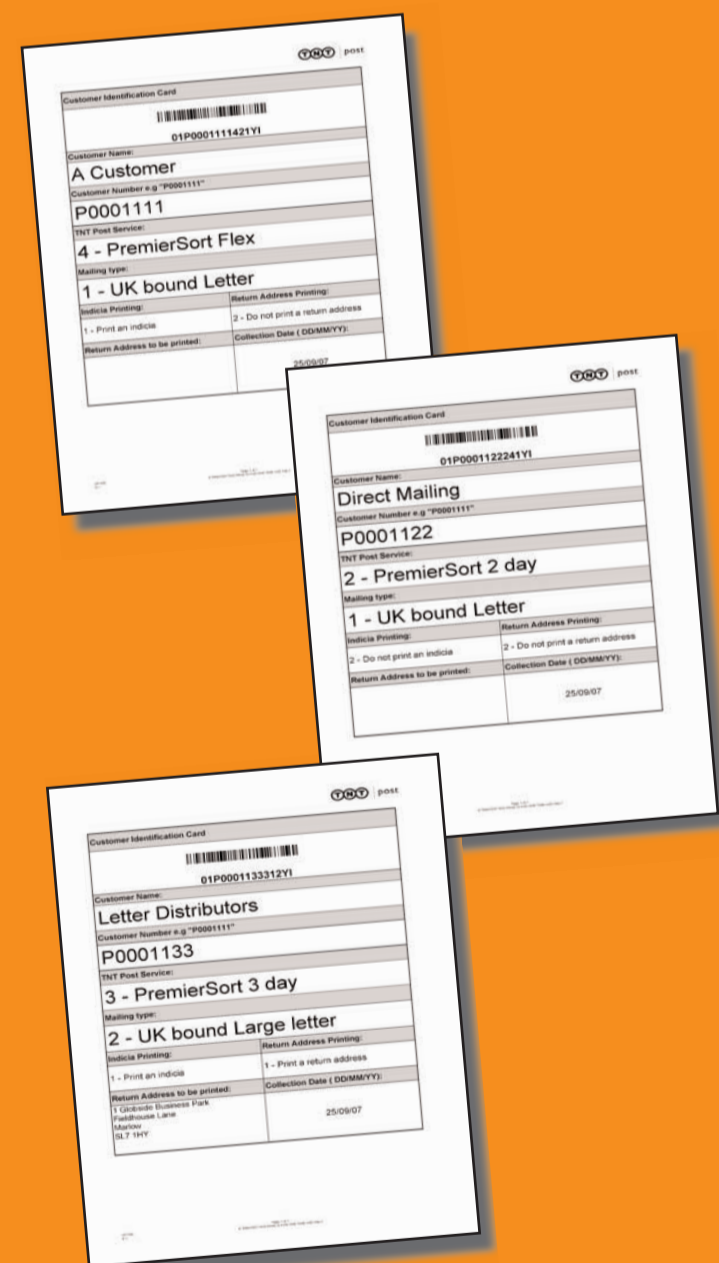 TNT post
Customer Identification Card
01P0001111421YI
Customer Name:
A Customer
Customer Number e.g "P0001111"
P0001111
TNT Post Service:
4 - PremierSort Flex
Mailing type:
1 - UK bound Letter
Indicia Printing: Return Address Printing:
1 - Print an indicia 2 - Do not print a return address
Return Address to be printed: Collection Date ( DD/MM/YY):
25/09/07
TNT post
Customer Identification Card
01P0001122241YI
Customer Name:
Direct Mailing
Customer Number e.g "P0001111"
P0001122
TNT Post Service:
2 - PremierSort 2 day
Mailing type:
1 - UK bound Letter
Indicia Printing: Return Address Printing:
2 - Do not print an indicia 2 - Do not print a return address
Return Address to be printed: Collection Date ( DD/MM/YY):
25/09/07
TNT post
Customer Identification Card
01P0001133312YI
Customer Name:
Letter Distributors
Customer Number e.g "P0001111"
P0001133
TNT Post Service:
3 - PremierSort 3 day
Mailing type:
2 - UK bound Large letter
Indicia Printing: Return Address Printing:
1 - Print an indicia 1 - Print a return address
Return Address to be printed: Collection Date ( DD/MM/YY):
1 Globside Business Park
Fieldhouse Lane
Marlow
SL7 1HY
25/09/07